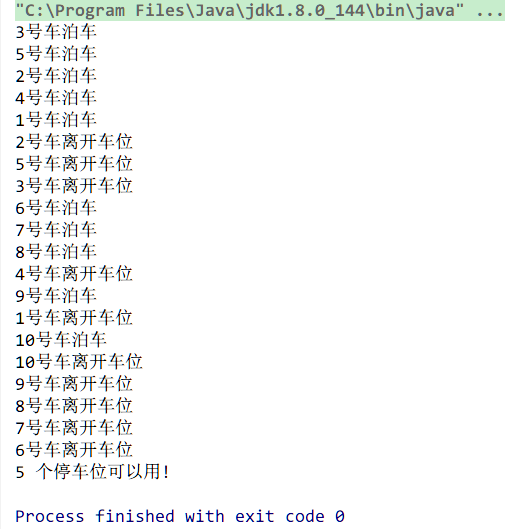 "C:\Program Files\Java\jdk1.8.0_144\bin\java" ...
3号车泊车
5号车泊车
2号车泊车
4号车泊车
1号车泊车
2号车离开车位
5号车离开车位
3号车离开车位
6号车泊车
7号车泊车
8号车泊车
4号车离开车位
9号车泊车
1号车离开车位
10号车泊车
10号车离开车位
9号车离开车位
8号车离开车位
7号车离开车位
6号车离开车位
5 个停车位可以用!
Process finished with exit code 0